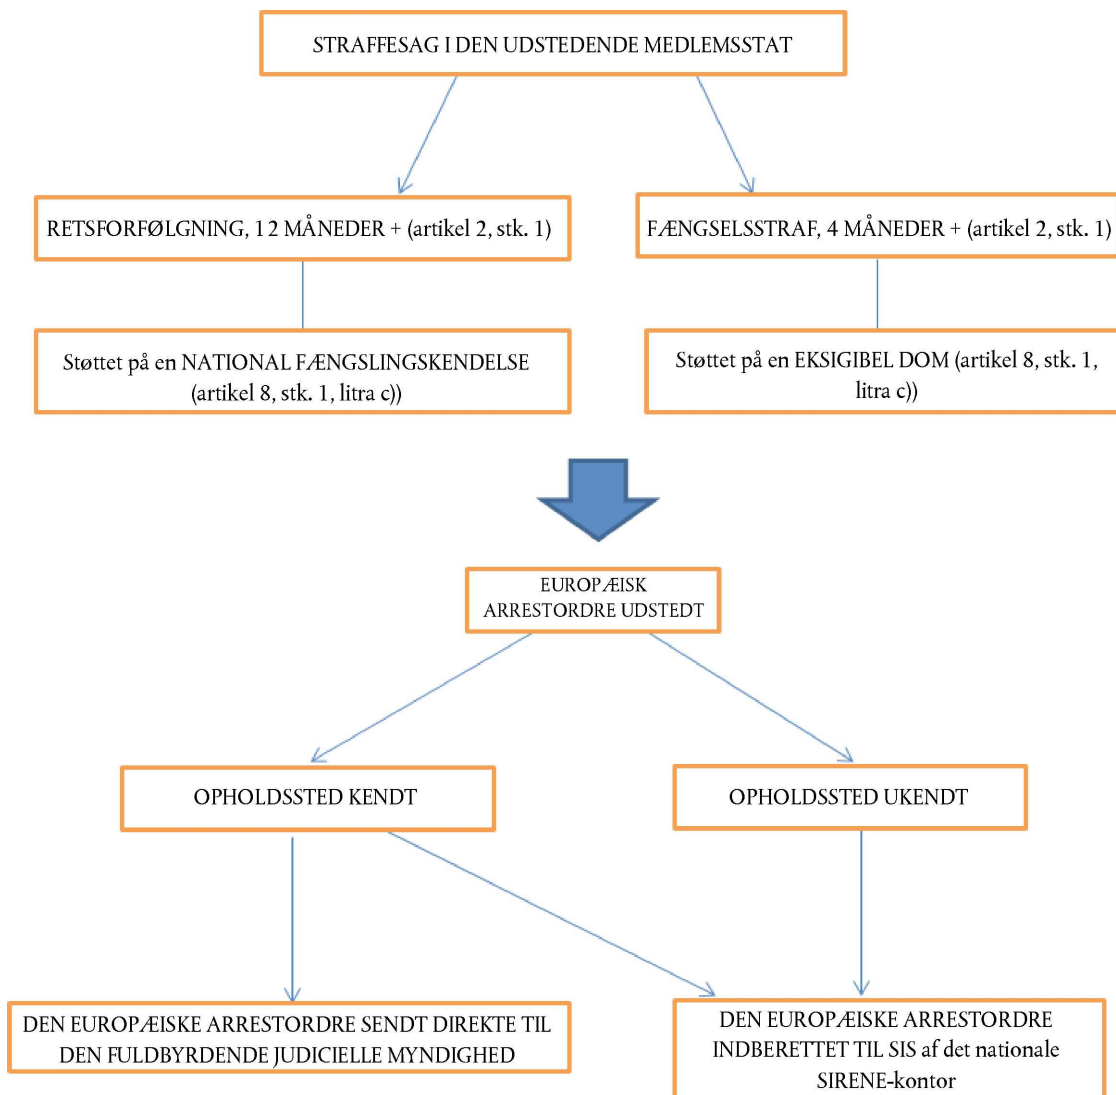 STRAFFESAG I DEN UDSTEDENDE MEDLEMSSTAT
RETSFORFØLGNING, 12 MÅNEDER + (artikel 2, stk. 1)
FÆNGSELSSTRAF, 4 MÅNEDER + (artikel 2, stk. 1)
Støttet på en NATIONAL FÆNGSLINGSKENDELSE
(artikel 8, stk. 1, litra c))
Støttet på en EKSIGIBEL DOM (artikel 8, stk. 1,
litra c))
EUROPÆISK
ARRESTORDRE UDSTEDT
OPHOLDSSTED KENDT
OPHOLDSSTED UKENDT
DEN EUROPÆISKE ARRESTORDRE SENDT DIREKTE TIL
DEN FULDBYRDENDE JUDICIELLE MYNDIGHED
DEN EUROPÆISKE ARRESTORDRE
INDBERETTET TIL SIS af det nationale
SIRENE-kontor